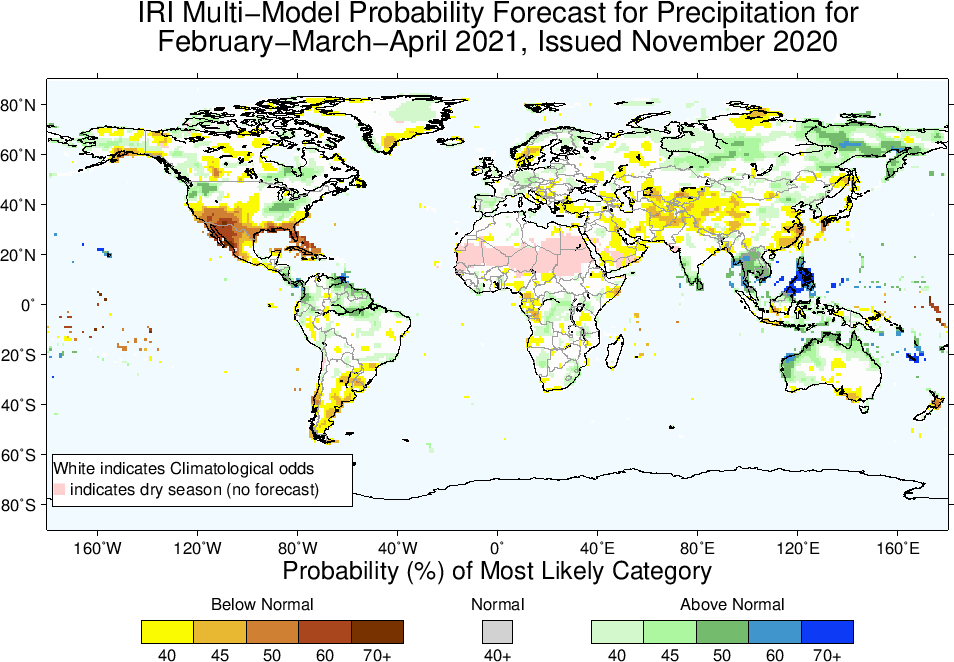 IRI Multi−Model Probability Forecast for Precipitation for
February−March−April 2021, Issued November 2020
80˚N
60˚N
40˚N
20˚N
0˚
20˚S
40˚S
60˚S
80˚S
White indicates Climatological odds
indicates dry season (no forecast)
160˚W 120˚W 80˚W 40˚W 0˚ 40˚E 80˚E 120˚E 160˚E
Probability (%) of Most Likely Category
Below Normal Normal Above Normal
40 45 50 60 70+ 40+ 40 45 50 60 70+